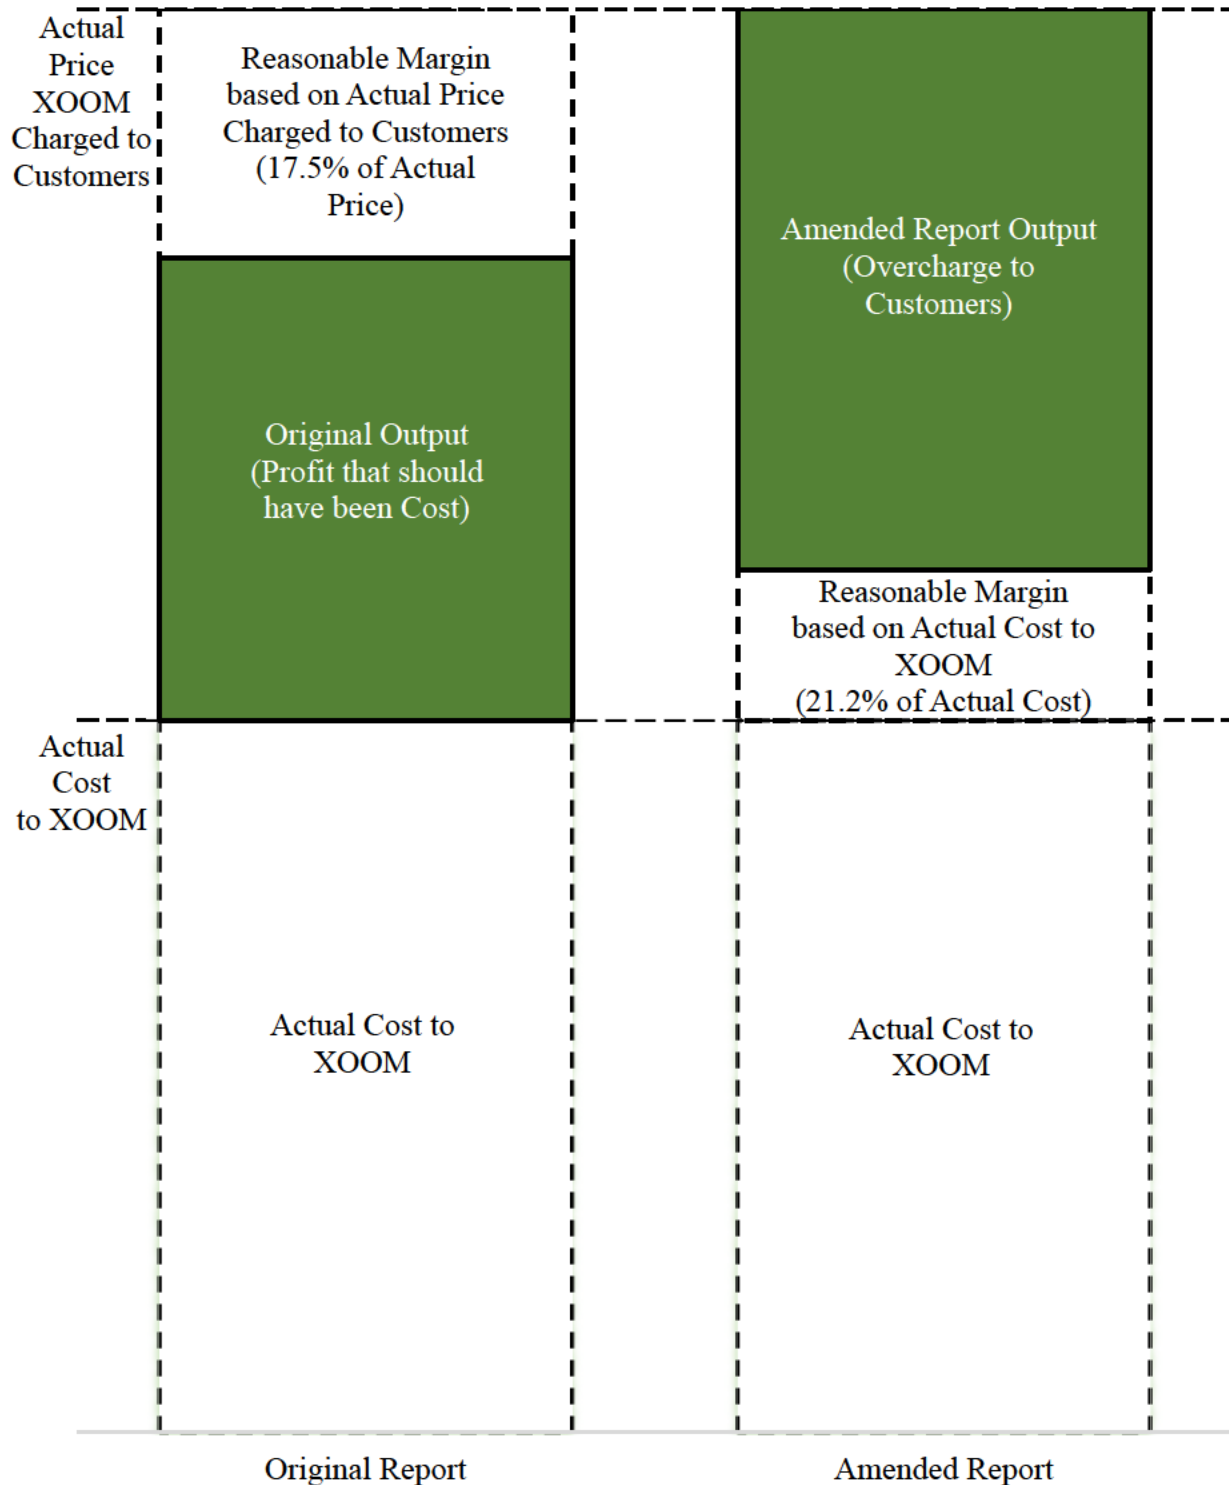 Actual
Price
XOOM
Charged to
Customers
Reasonable Margin
based on Actual Price
Charged to Customers
(17.5% of Actual
Price)
Original Output
(Profit that should
have been Cost)
Amended Report Output
(Overcharge to
Customers)
Reasonable Margin
based on Actual Cost to
XOOM
(21.2% of Actual Cost)
Actual
Cost
to XOOM
Actual Cost to
XOOM
Actual Cost to
XOOM
Original Report
Amended Report